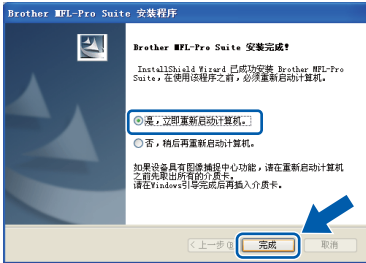 Brother MFL-Pro Suite 安装程序
Brother MFL-Pro Suite 安装完成!
InstallShield Wizard 已成功安装 Brother MFL-Pro
Suite,在使用该程序之前,必须重新启动计算机。
是,立即重新启动计算机。
否,稍后再重新启动计算机。
如果设备具有图像捕捉中心功能,请在重新启动计算机
之前先取出所有的介质卡。
请在Windows引导完成后再插入介质卡。
<上一步(B) 完成 取消